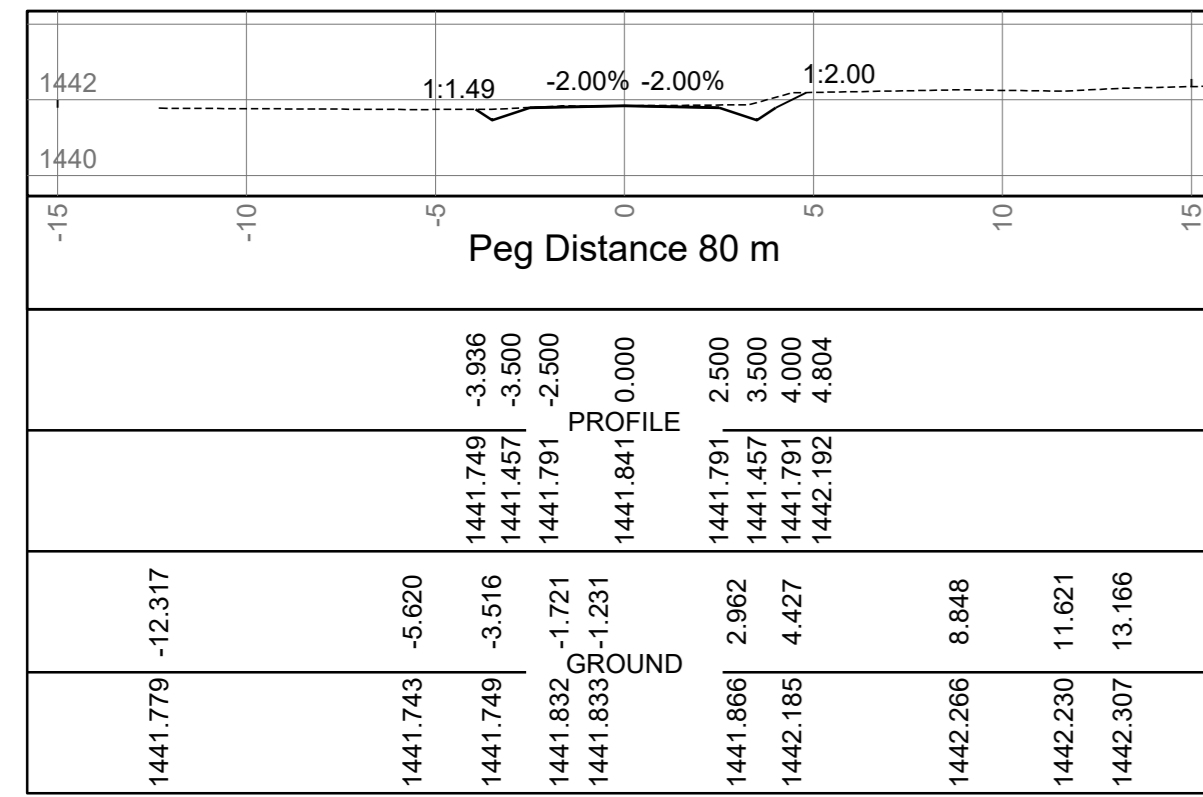 1442
1:1.49 -2.00% -2.00% 1:2.00
1440
-15 -10 -5 0 5 10 15
Peg Distance 80 m
-3.936 -3.500 -2.500 0.000 2.500 3.500 4.000 4.804
PROFILE
1441.749 1441.457 1441.791 1441.841 1441.791 1441.457 1441.791 1442.192
-12.317 -5.620 -3.516 -1.721 -1.231 2.962 4.427 8.848 11.621 13.166
GROUND
1441.779 1441.743 1441.749 1441.832 1441.833 1441.866 1442.185 1442.266 1442.230 1442.307